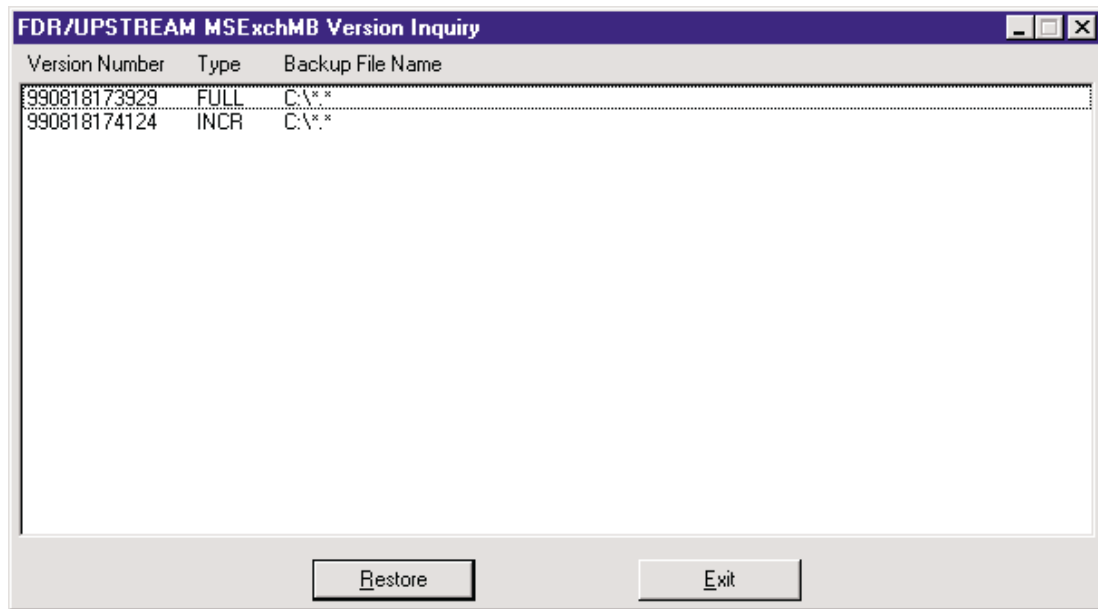 FDR/UPSTREAM MSExchMB Version Inquiry
Version Number Type Backup File Name
990818173929 FULL C:\*.*
990818174124 INCR C:\*.*
Restore Exit